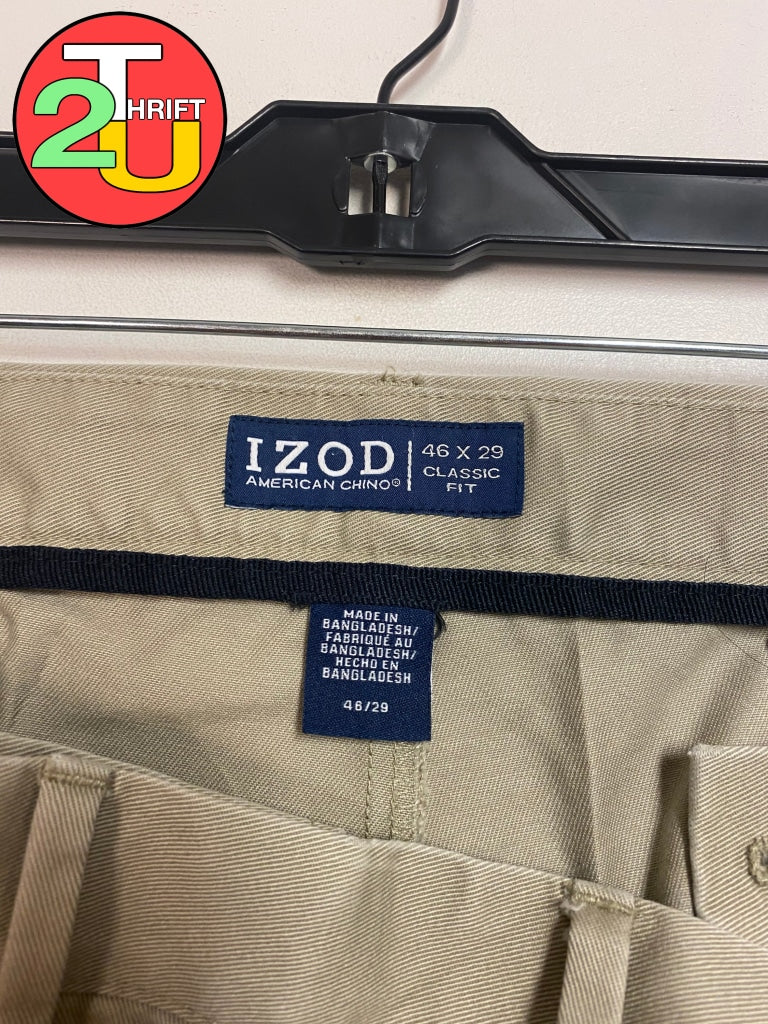 2 THRIFT U
IZOD
AMERICAN CHINO®
46 X 29
CLASSIC
FIT
MADE IN
BANGLADESH/
FABRIQUÉ AU
BANGLADESH/
HECHO EN
BANGLADESH
46/29